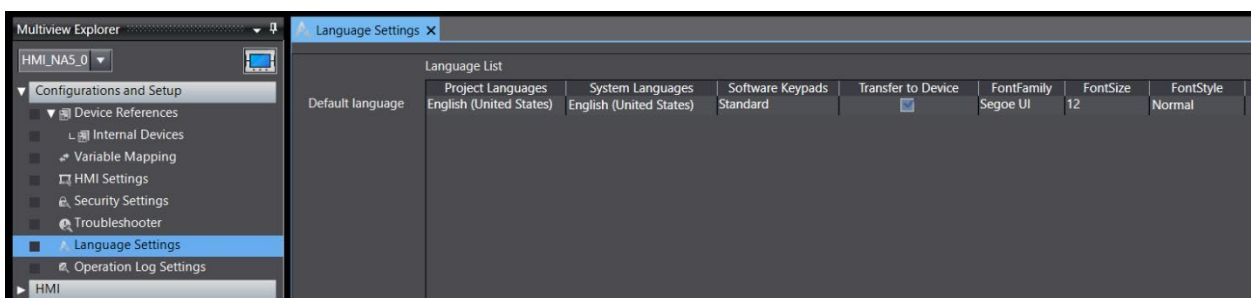 Multiview Explorer
HMI_NA5_0
Configurations and Setup
Device References
Internal Devices
Variable Mapping
HMI Settings
Security Settings
Troubleshooter
Language Settings
Operation Log Settings
HMI
Language Settings
Language List
Project Languages System Languages Software Keypads Transfer to Device FontFamily FontSize FontStyle
Default language English (United States) English (United States) Standard Segoe UI 12 Normal